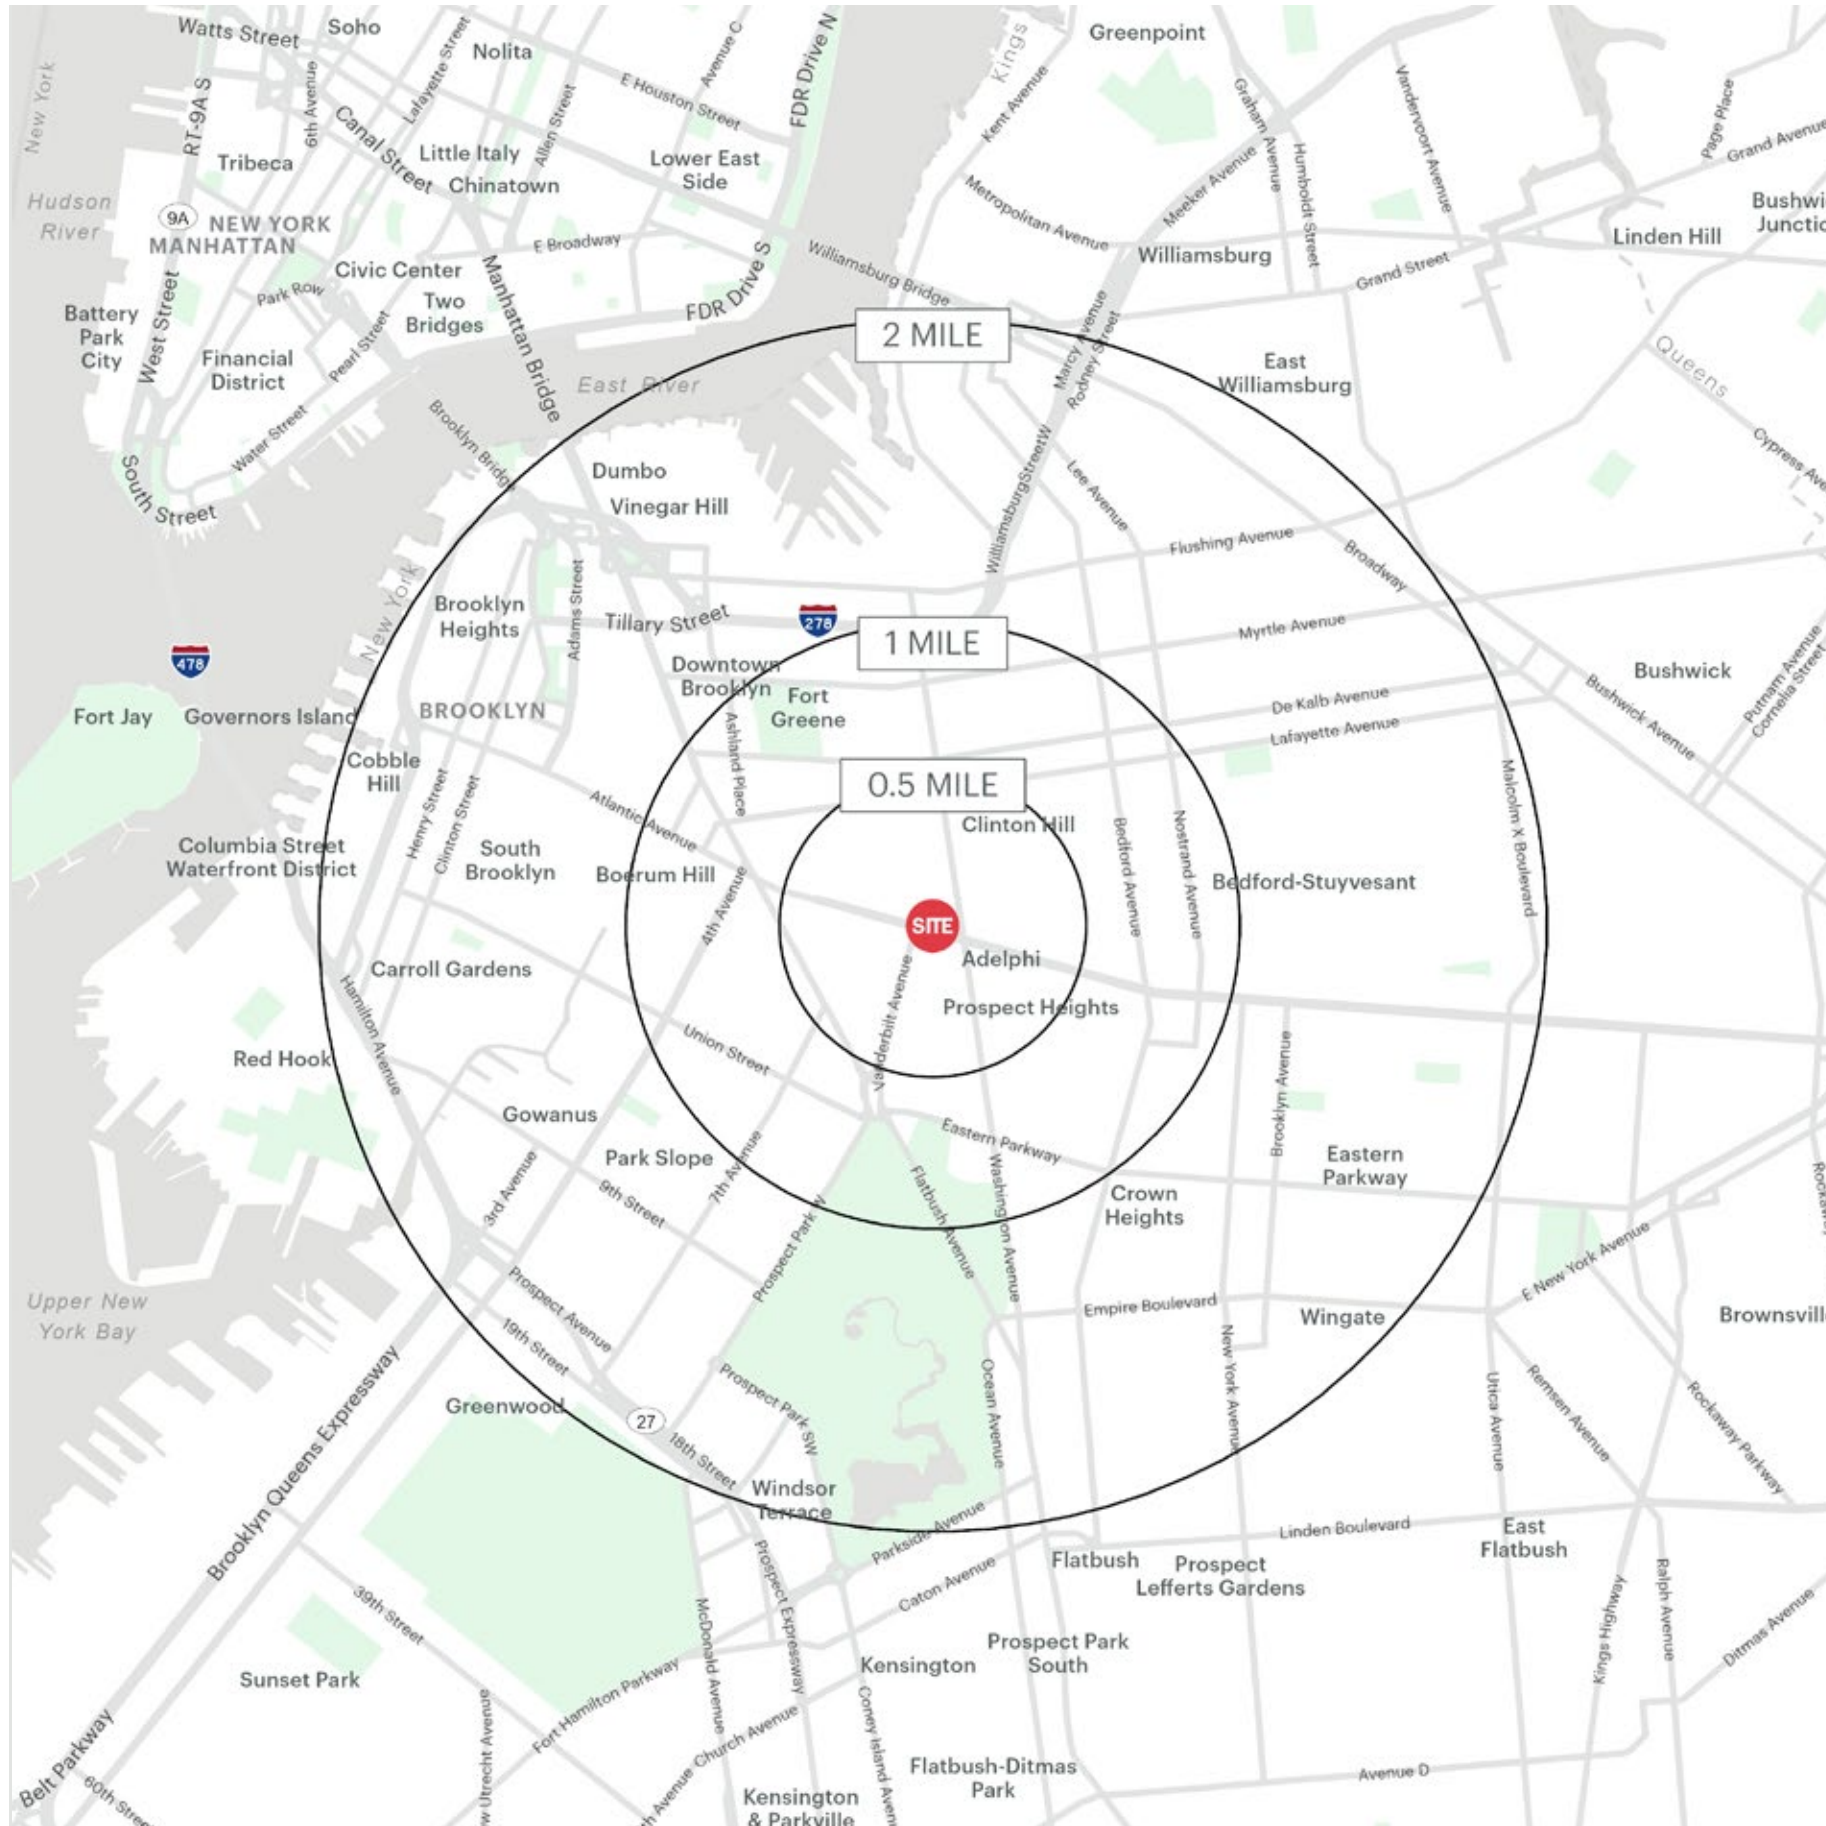 Watts Street
Soho
Nolita
Lafayette Street
6th Avenue
Avenue C
FDR Drive N
E Houston Street
Kings
Greenpoint
Kent Avenue
Graham Avenue
Humboldt Street
Vandervoort Avenue
Page Place
Grand Avenue
New York
RT-9A S
Canal Street
Allen Street
Tribeca
Little Italy
Chinatown
Lower East
Side
Metropolitan Avenue
Meeker Avenue
Hudson
River
9A
NEW YORK
MANHATTAN
E Broadway
Williamsburg Bridge
Williamsburg
Linden Hill
Bushwi
Junctic
Grand Street
Civic Center
Park Row
Two
Bridges
Manhattan Bridge
FDR Drive S
Battery
Park
City
West Street
Financial
District
Pearl Street
Water Street
South Street
East River
2 MILE
Marcy Avenue
Rodney Street
East
Williamsburg
Queens
Cypress Ave
Brooklyn Bridge
Dumbo
Vinegar Hill
WilliamsburgStreetW
Lee Avenue
Flushing Avenue
Broadway
New York
Brooklyn
Heights
Adams Street
Tillary Street
278
1 MILE
Myrtle Avenue
478
Downtown
Brooklyn
Fort
Greene
Bushwick
Putnam Avenue
Cornelia Street
Fort Jay
Governors Island
BROOKLYN
Ashland Place
De Kalb Avenue
Lafayette Avenue
Bushwick Avenue
Cobble
Hill
Henry Street
Clinton Street
Atlantic Avenue
0.5 MILE
Clinton Hill
Bedford Avenue
Nostrand Avenue
Malcolm X Boulevard
Columbia Street
Waterfront District
South
Brooklyn
Boerum Hill
4th Avenue
Bedford-Stuyvesant
SITE
Adelphi
Carroll Gardens
Vanderbilt Avenue
Prospect Heights
Hamilton Avenue
Union Street
Red Hook
Brooklyn Avenue
Gowanus
Park Slope
7th Avenue
3rd Avenue
9th Street
Eastern Parkway
Washington Avenue
Flatbush Avenue
Eastern
Parkway
Crown
Heights
Prospect Park W
Upper New
York Bay
Prospect Avenue
19th Street
Empire Boulevard
Wingate
E New York Avenue
Brownsvill
New York Avenue
Ocean Avenue
Utica Avenue
Remsen Avenue
Rockaway Parkway
Brooklyn Queens Expressway
Greenwood
27
18th Street
Prospect Park SW
Windsor
Terrace
Parkside Avenue
Linden Boulevard
East
Flatbush
Caton Avenue
Flatbush
Prospect
Lefferts Gardens
39th Street
McDonald Avenue
Prospect Expressway
Kings Highway
Ralph Avenue
Ditmas Avenue
Sunset Park
Fort Hamilton Parkway
Kensington
Prospect Park
South
Church Avenue
Coney Island Aven
w Utrecht Avenue
Belt Parkway
60th Street
h Avenue
Flatbush-Ditmas
Park
Avenue D
Kensington
& Parkville